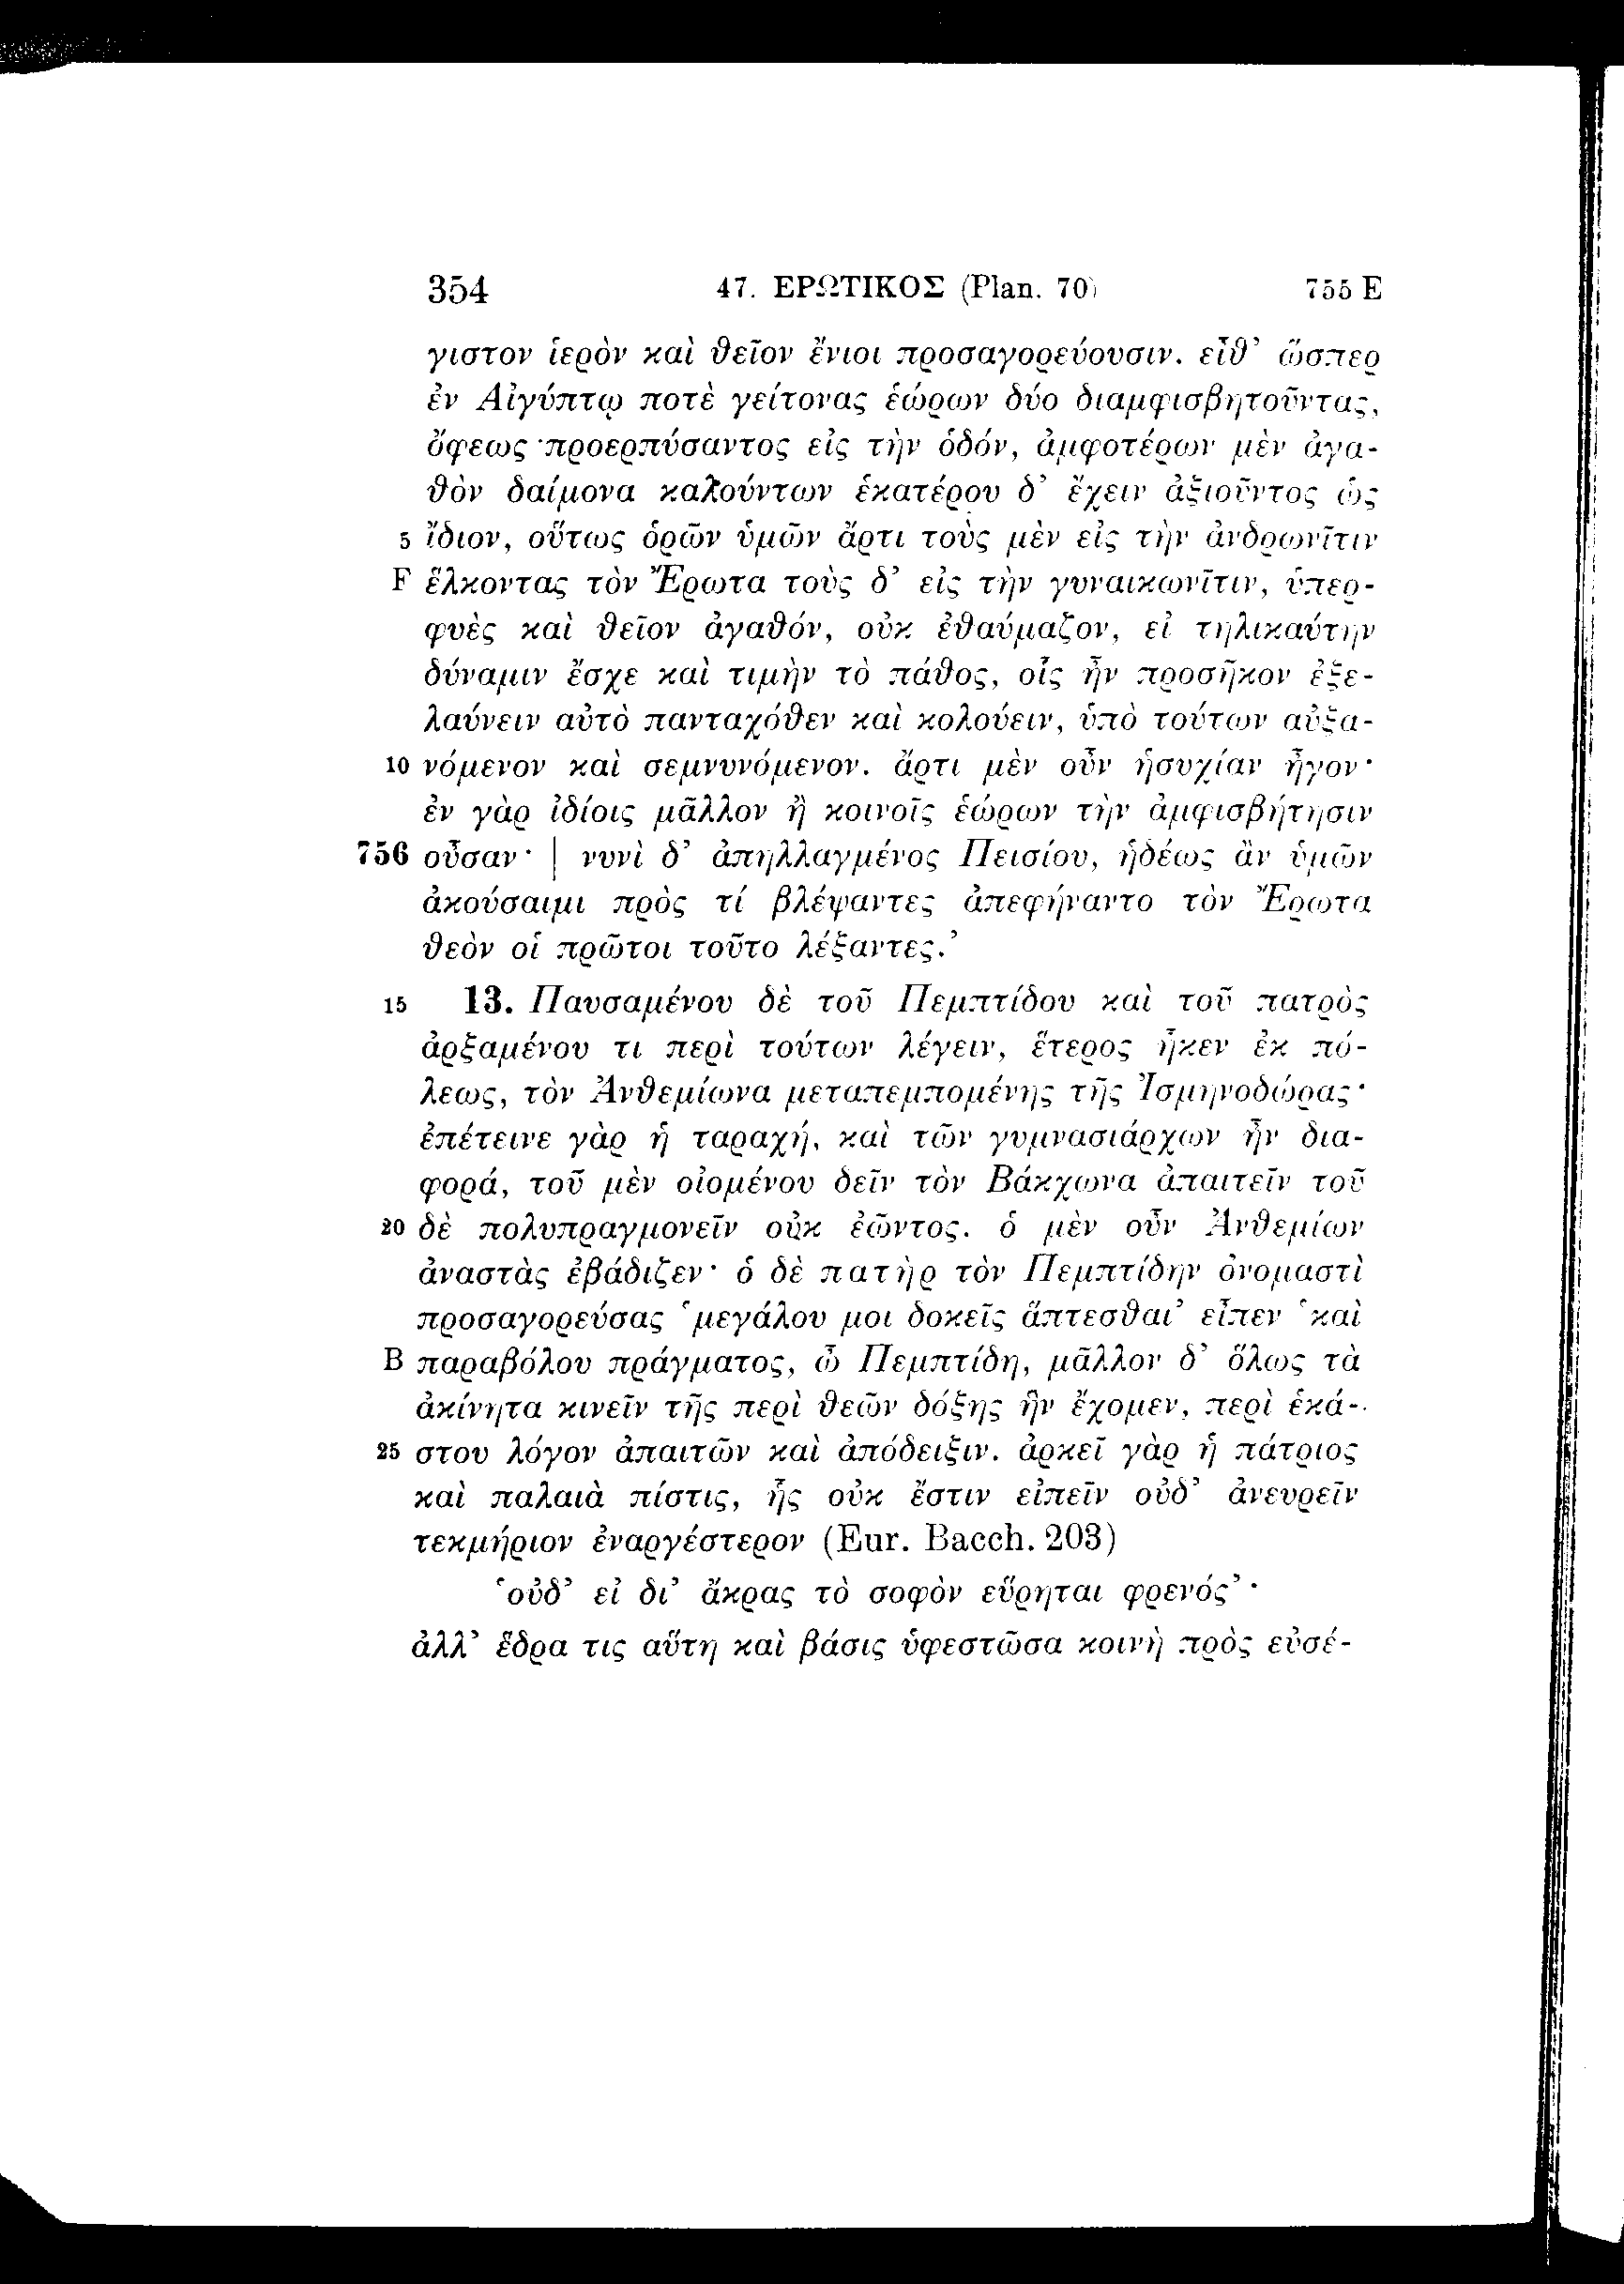 354 47. ΕΡΩΤΙΚΟΣ (Plan. 70) 755 E
γιστον ἱερὸν καὶ θεῖον ἔνιοι προσαγορεύουσιν. εἶθ’ ὥσπερ
ἐν Αἰγύπτῳ ποτὲ γείτονας ἑώρων δύο διαμφισβητοῦντας,
ὄφεως προερπύσαντος εἰς τὴν ὁδόν, ἀμφοτέρων μὲν ἀγα-
θὸν δαίμονα καλούντων ἑκατέρου δ’ ἔχειν ἀξιοῦντος ὡς
5 ἴδιον, οὕτως ὁρῶν ὑμῶν ἄρτι τοὺς μὲν εἰς τὴν ἀνδρωνῖτιν
F ἕλκοντας τὸν Ἔρωτα τοὺς δ’ εἰς τὴν γυναικωνῖτιν, ὑπερ-
φυὲς καὶ θεῖον ἀγαθόν, οὐκ ἐθαύμαζον, εἰ τηλικαύτην
δύναμιν ἔσχε καὶ τιμὴν τὸ πάθος, οἷς ἦν προσῆκον ἐξε-
λαύνειν αὐτὸ πανταχόθεν καὶ κολούειν, ὑπὸ τούτων αὐξα-
10 νόμενον καὶ σεμνυνόμενον. ἄρτι μὲν οὖν ἡσυχίαν ἦγον·
ἐν γὰρ ἰδίοις μᾶλλον ἢ κοινοῖς ἑώρων τὴν ἀμφισβήτησιν
756 οὖσαν· | νυνὶ δ’ ἀπηλλαγμένος Πεισίου, ἡδέως ἂν ὑμῶν
ἀκούσαιμι πρὸς τί βλέψαντες ἀπεφήναντο τὸν Ἔρωτα
θεὸν οἱ πρῶτοι τοῦτο λέξαντες.’
15 13. Παυσαμένου δὲ τοῦ Πεμπτίδου καὶ τοῦ πατρὸς
ἀρξαμένου τι περὶ τούτων λέγειν, ἕτερος ἧκεν ἐκ πό-
λεως, τὸν Ἀνθεμίωνα μεταπεμπομένης τῆς Ἰσμηνοδώρας·
ἐπέτεινε γὰρ ἡ ταραχή, καὶ τῶν γυμνασιάρχων ἦν δια-
φορά, τοῦ μὲν οἰομένου δεῖν τὸν Βάκχωνα ἀπαιτεῖν τοῦ
20 δὲ πολυπραγμονεῖν οὐκ ἐῶντος. ὁ μὲν οὖν Ἀνθεμίων
ἀναστὰς ἐβάδιζεν· ὁ δὲ πατὴρ τὸν Πεμπτίδην ὀνομαστὶ
προσαγορεύσας ‘μεγάλου μοι δοκεῖς ἅπτεσθαι’ εἶπεν ‘καὶ
B παραβόλου πράγματος, ὦ Πεμπτίδη, μᾶλλον δ’ ὅλως τὰ
ἀκίνητα κινεῖν τῆς περὶ θεῶν δόξης ἣν ἔχομεν, περὶ ἑκά-
25 στου λόγον ἀπαιτῶν καὶ ἀπόδειξιν. ἀρκεῖ γὰρ ἡ πάτριος
καὶ παλαιὰ πίστις, ἧς οὐκ ἔστιν εἰπεῖν οὐδ’ ἀνευρεῖν
τεκμήριον ἐναργέστερον (Eur. Bacch. 203)
‘οὐδ’ εἰ δι’ ἄκρας τὸ σοφὸν εὕρηται φρενός’·
ἀλλ’ ἕδρα τις αὕτη καὶ βάσις ὑφεστῶσα κοινὴ πρὸς εὐσέ-